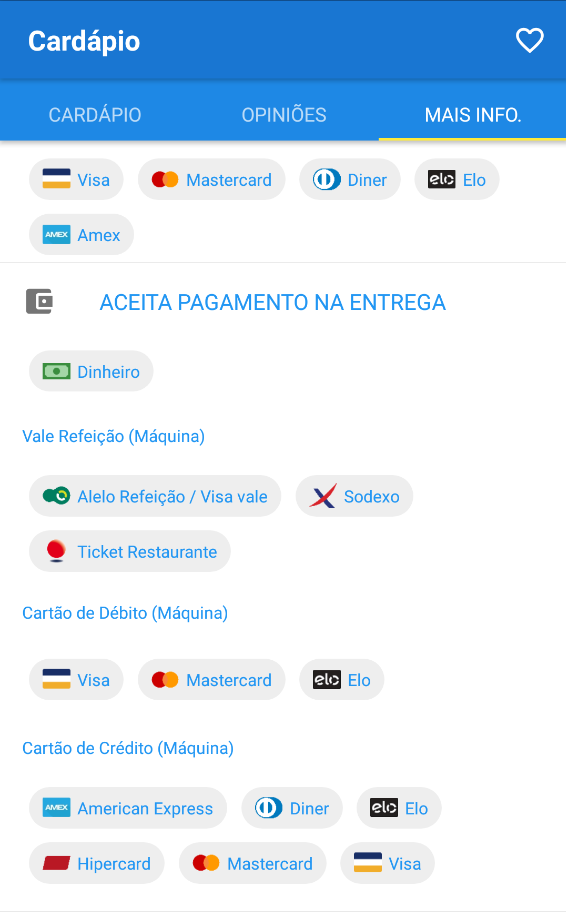 Cardápio
CARDÁPIO OPINIÕES MAIS INFO.
Visa Mastercard Diner elo Elo
AMEX Amex
ACEITA PAGAMENTO NA ENTREGA
Dinheiro
Vale Refeição (Máquina)
Alelo Refeição / Visa vale Sodexo
Ticket Restaurante
Cartão de Débito (Máquina)
Visa Mastercard elo Elo
Cartão de Crédito (Máquina)
AMEX American Express Diner elo Elo
Hipercard Mastercard Visa